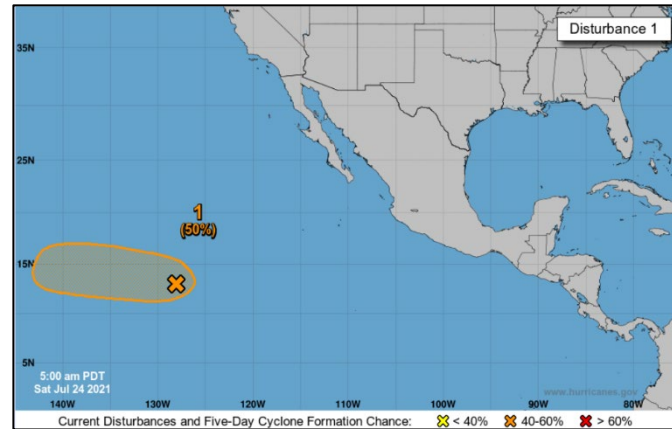 Disturbance 1
35N
25N
1
(50%)
15N
5N
5:00 am PDT
Sat Jul 24 2021
www.hurricanes.gov
140W 130W 120W 110W 100W 90W 80W
Current Disturbances and Five-Day Cyclone Formation Chance: < 40% 40-60% > 60%